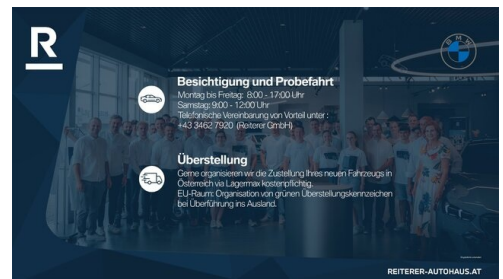 R
BMW
Besichtigung und Probefahrt
Montag bis Freitag: 8:00 - 17:00 Uhr
Samstag: 9:00 - 12:00 Uhr
Telefonische Vereinbarung von Vorteil unter :
+43 3462 7920 (Reiterer GmbH)
Überstellung
Gerne organisieren wir die Zustellung Ihres neuen Fahrzeugs in
Österreich via Lagermax kostenpflichtig.
EU-Raum: Organisation von grünen Überstellungskennzeichen
bei Überführung ins Ausland.
REITERER-AUTOHAUS.AT